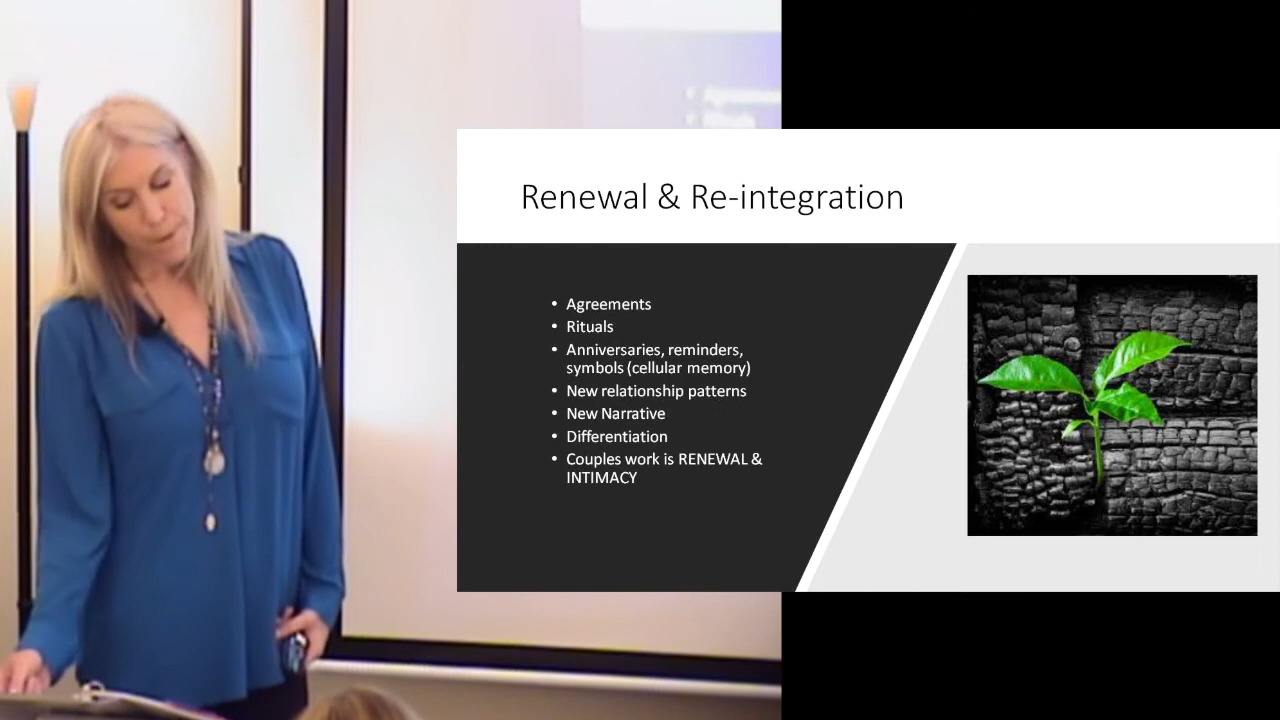 Renewal & Re-integration
• Agreements
• Rituals
• Anniversaries, reminders,
symbols (cellular memory)
• New relationship patterns
• New Narrative
• Differentiation
• Couples work is RENEWAL &
INTIMACY